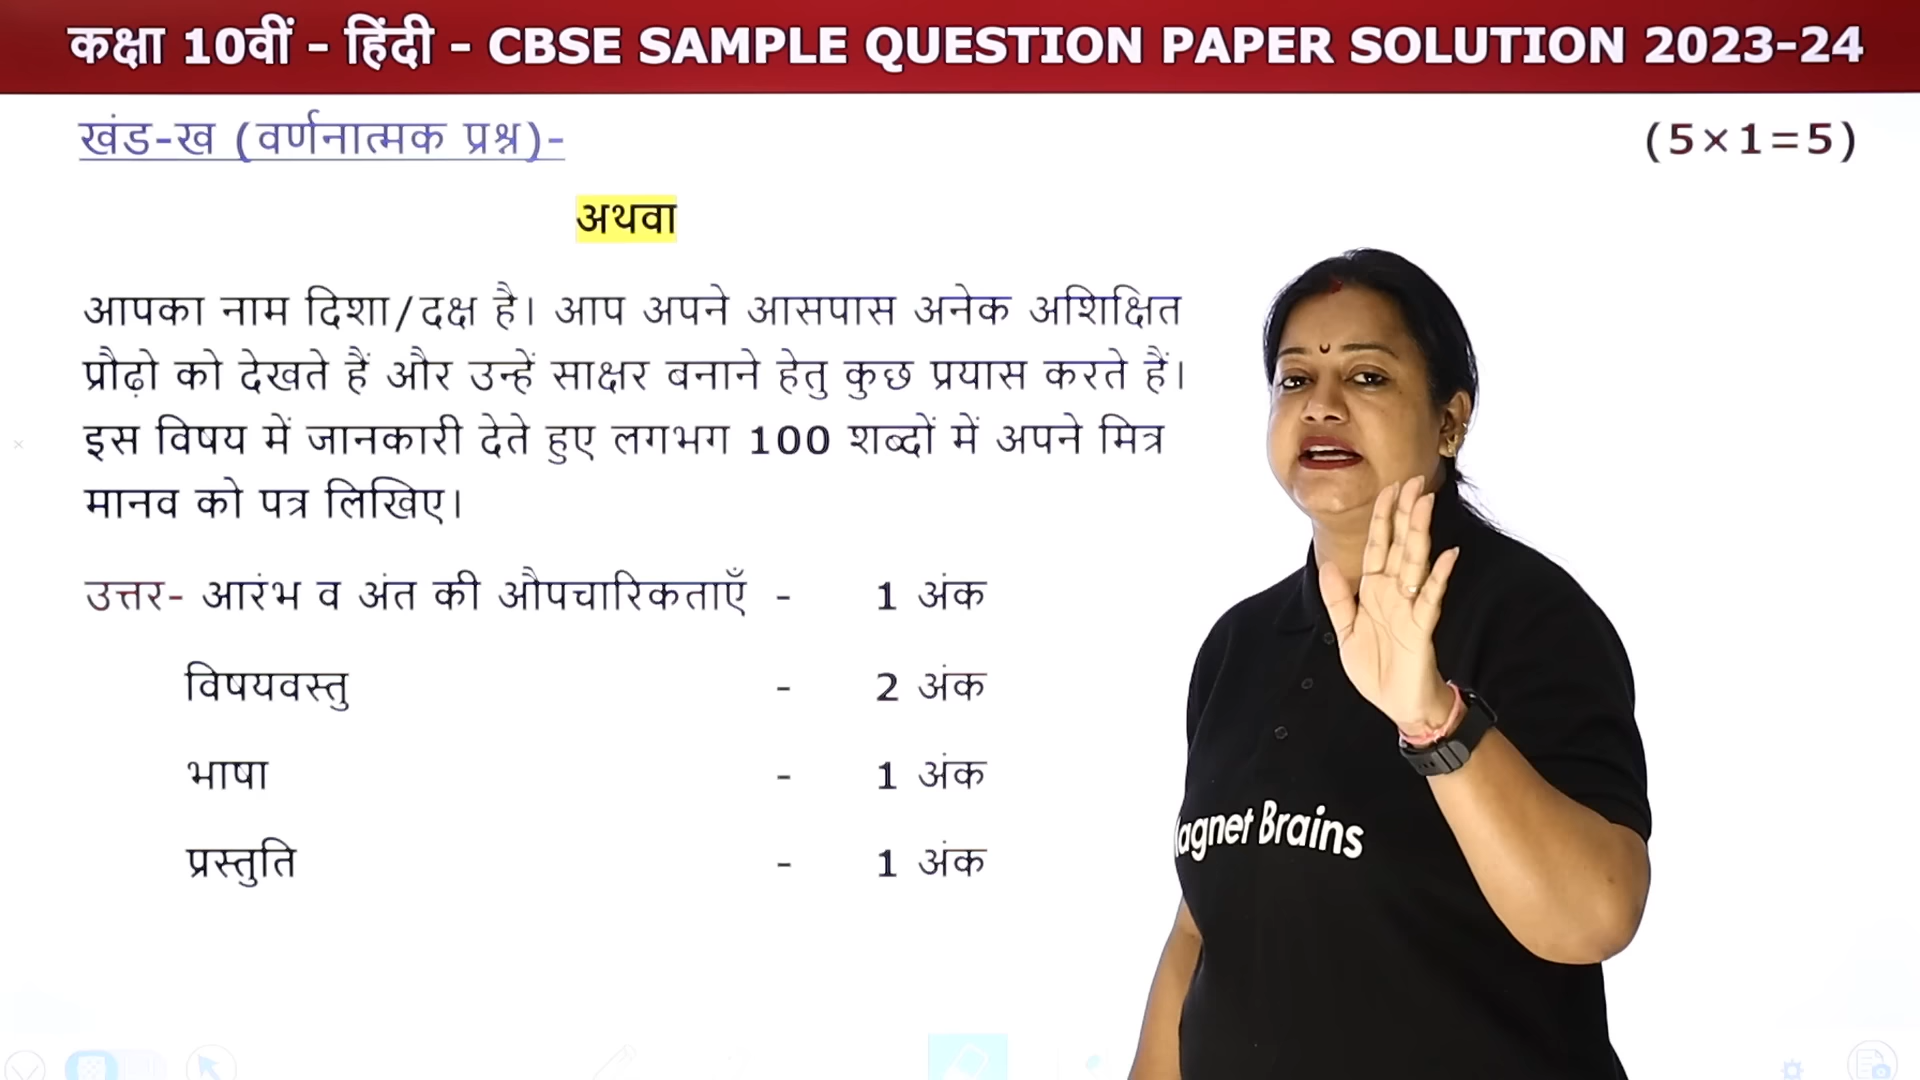 कक्षा 10वीं - हिंदी - CBSE SAMPLE QUESTION PAPER SOLUTION 2023-24
खंड-ख (वर्णनात्मक प्रश्न)- (5×1=5)
अथवा
आपका नाम दिशा/दक्ष है। आप अपने आसपास अनेक अशिक्षित
प्रौढ़ो को देखते हैं और उन्हें साक्षर बनाने हेतु कुछ प्रयास करते हैं।
इस विषय में जानकारी देते हुए लगभग 100 शब्दों में अपने मित्र
मानव को पत्र लिखिए।
उत्तर- आरंभ व अंत की औपचारिकताएँ - 1 अंक
विषयवस्तु - 2 अंक
भाषा - 1 अंक
प्रस्तुति - 1 अंक
agnet Brains